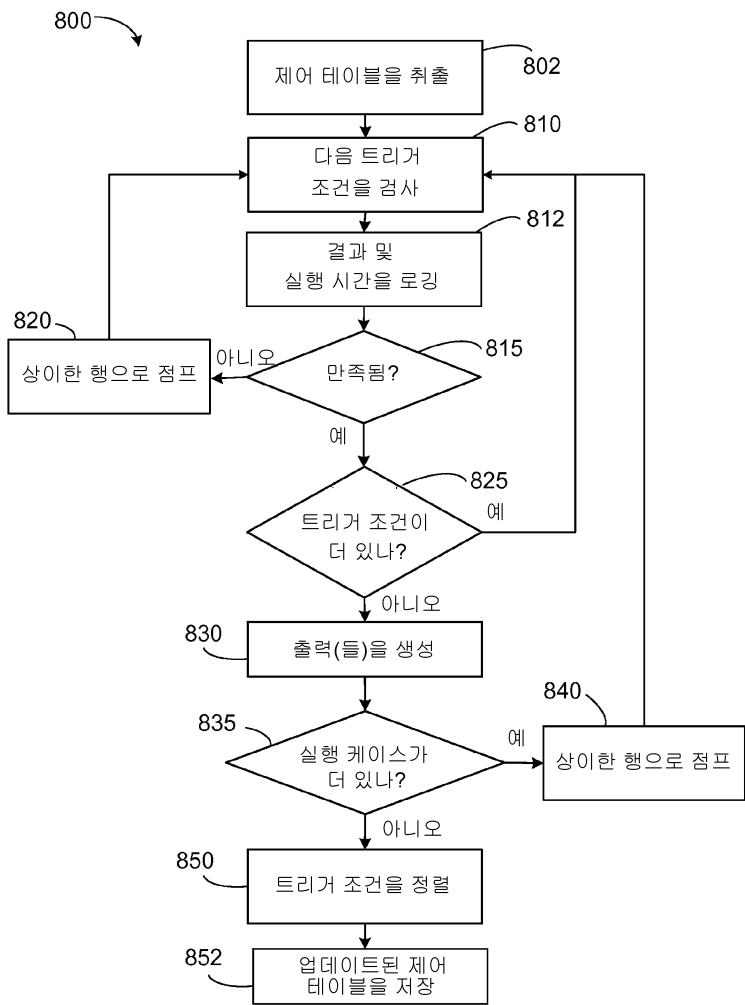 800
제어 테이블을 취출
802
810
다음 트리거
조건을 검사
812
결과 및
실행 시간을 로깅
820
상이한 행으로 점프
아니오
만족됨?
815
예
825
트리거 조건이
더 있나?
예
아니오
830
출력(들)을 생성
835
실행 케이스가
더 있나?
예
840
상이한 행으로 점프
아니오
850
트리거 조건을 정렬
852
업데이트된 제어
테이블을 저장